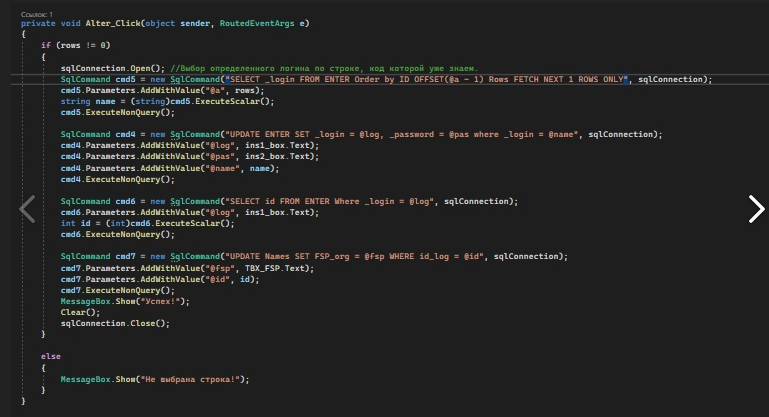 Ссылок: 1
private void Alter_Click(object sender, RoutedEventArgs e)
{
if (rows != 0)
{
sqlConnection.Open(); //Выбор определенного логина по строке, код которой уже знаем.
SqlCommand cmd5 = new SqlCommand("SELECT _login FROM ENTER Order by ID OFFSET(@a - 1) Rows FETCH NEXT 1 ROWS ONLY", sqlConnection);
cmd5.Parameters.AddWithValue("@a", rows);
string name = (string)cmd5.ExecuteScalar();
cmd5.ExecuteNonQuery();
SqlCommand cmd4 = new SqlCommand("UPDATE ENTER SET _login = @log, _password = @pas where _login = @name", sqlConnection);
cmd4.Parameters.AddWithValue("@log", ins1_box.Text);
cmd4.Parameters.AddWithValue("@pas", ins2_box.Text);
cmd4.Parameters.AddWithValue("@name", name);
cmd4.ExecuteNonQuery();
SqlCommand cmd6 = new SqlCommand("SELECT id FROM ENTER Where _login = @log", sqlConnection);
cmd6.Parameters.AddWithValue("@log", ins1_box.Text);
int id = (int)cmd6.ExecuteScalar();
cmd6.ExecuteNonQuery();
SqlCommand cmd7 = new SqlCommand("UPDATE Names SET FSP_org = @fsp WHERE id_log = @id", sqlConnection);
cmd7.Parameters.AddWithValue("@fsp", TBX_FSP.Text);
cmd7.Parameters.AddWithValue("@id", id);
cmd7.ExecuteNonQuery();
MessageBox.Show("Успех!");
Clear();
sqlConnection.Close();
}
else
{
MessageBox.Show("Не выбрана строка!");
}
}